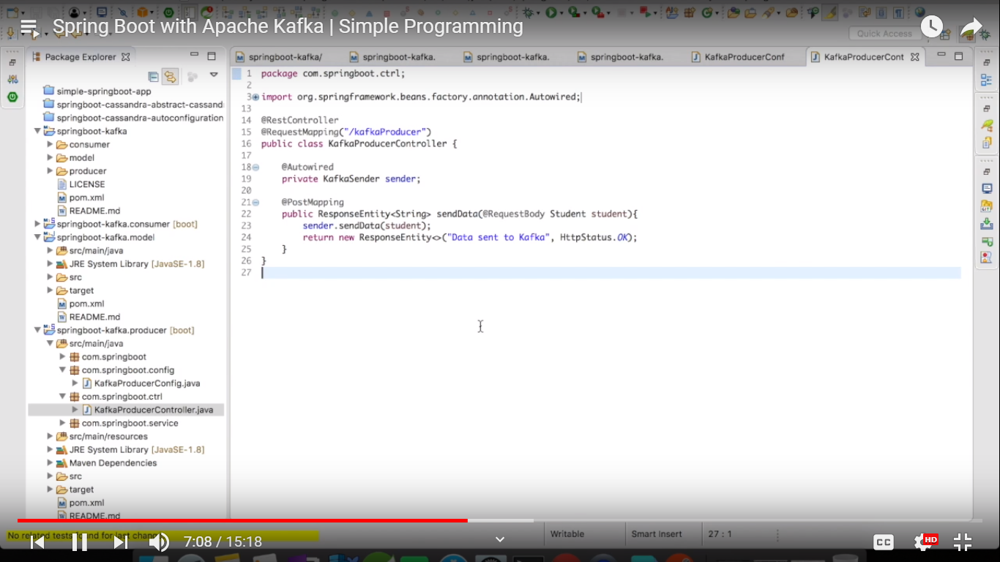 Spring Boot with Apache Kafka | Simple Programming
Quick Access
Package Explorer
springboot-kafka/
springboot-kafka.
springboot-kafka.
springboot-kafka.
KafkaProducerConf
KafkaProducerCont
simple-springboot-app
springboot-cassandra-abstract-cassand
springboot-cassandra-autoconfiguration
springboot-kafka
consumer
model
producer
LICENSE
pom.xml
README.md
springboot-kafka.consumer [boot]
springboot-kafka.model
src/main/java
JRE System Library [JavaSE-1.8]
src
target
pom.xml
README.md
springboot-kafka.producer [boot]
src/main/java
com.springboot
com.springboot.config
KafkaProducerConfig.java
com.springboot.ctrl
KafkaProducerController.java
com.springboot.service
src/main/resources
JRE System Library [JavaSE-1.8]
Maven Dependencies
src
target
pom.xml
README.md
1 package com.springboot.ctrl;
2
3 import org.springframework.beans.factory.annotation.Autowired;
13
14 @RestController
15 @RequestMapping("/kafkaProducer")
16 public class KafkaProducerController {
17
18 @Autowired
19 private KafkaSender sender;
20
21 @PostMapping
22 public ResponseEntity<String> sendData(@RequestBody Student student){
23 sender.sendData(student);
24 return new ResponseEntity<>("Data sent to Kafka", HttpStatus.OK);
25 }
26 }
27
No related tests found for last change
Writable
Smart Insert
27 : 1
7:08 / 15:18
CC
HD